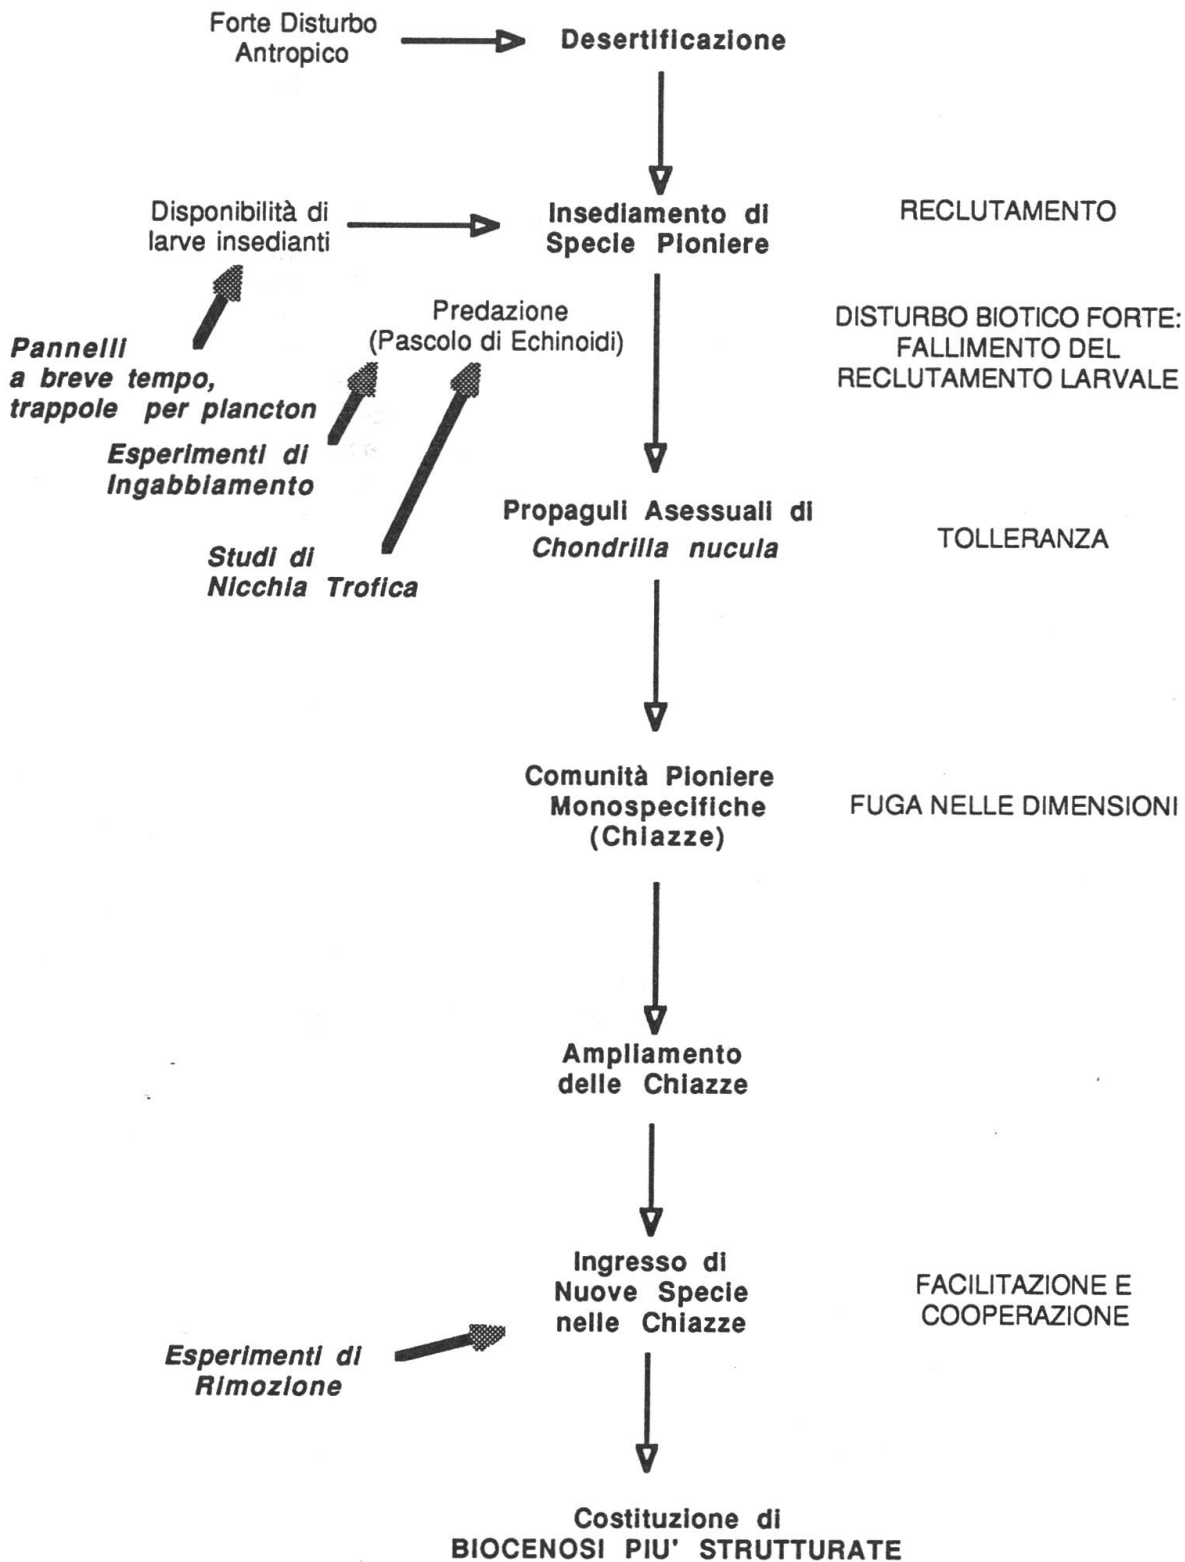 Forte Disturbo
Antropico
Desertificazione
Disponibilità di
larve insedianti
Insediamento di
Specie Pioniere
RECLUTAMENTO
Predazione
(Pascolo di Echinoidi)
DISTURBO BIOTICO FORTE:
FALLIMENTO DEL
RECLUTAMENTO LARVALE
Pannelli
a breve tempo,
trappole per plancton
Esperimenti di
Ingabbiamento
Studi di
Nicchia Trofica
Propaguli Asessuali di
Chondrilla nucula
TOLLERANZA
Comunità Pioniere
Monospecifiche
(Chiazze)
FUGA NELLE DIMENSIONI
Ampliamento
delle Chiazze
Ingresso di
Nuove Specie
nelle Chiazze
FACILITAZIONE E
COOPERAZIONE
Esperimenti di
Rimozione
Costituzione di
BIOCENOSI PIU' STRUTTURATE